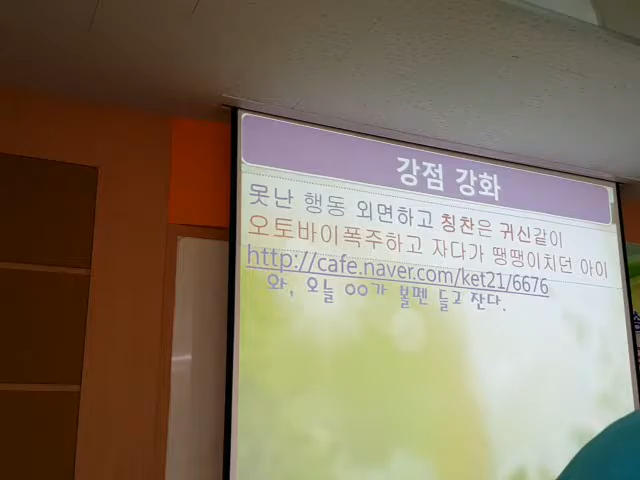 강점 강화
못난 행동 외면하고 칭찬은 귀신같이
오토바이폭주하고 자다가 땡땡이치던 아이
http://cafe.naver.com/ket21/6676
와, 오늘 oo가 볼펜 들고 잔다.